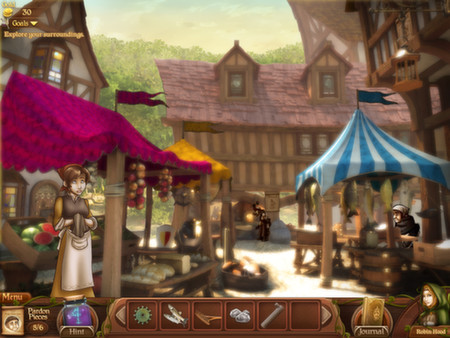 30
Goals
Explore your surroundings.
Menu
Pardon
Pieces
5/6
Hint
Journal
Robin Hood